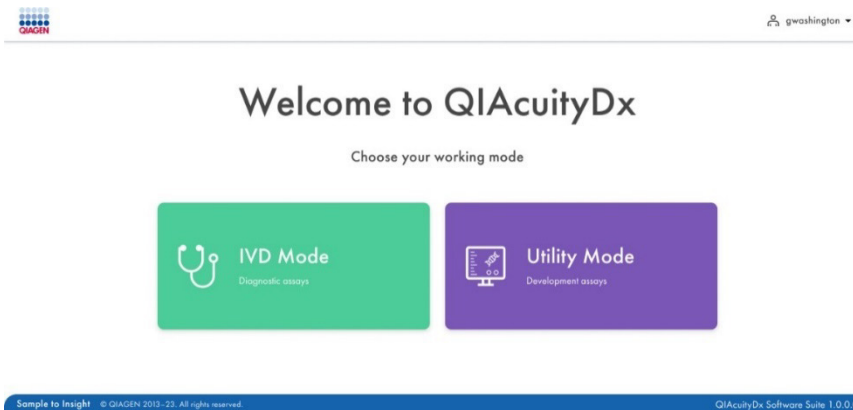 QIAGEN
gwashington
Welcome to QIAcuityDx
Choose your working mode
IVD Mode
Diagnostic assays
Utility Mode
Development assays
Sample to Insight © QIAGEN 2013–23. All rights reserved.
QIAcuityDx Software Suite 1.0.0.